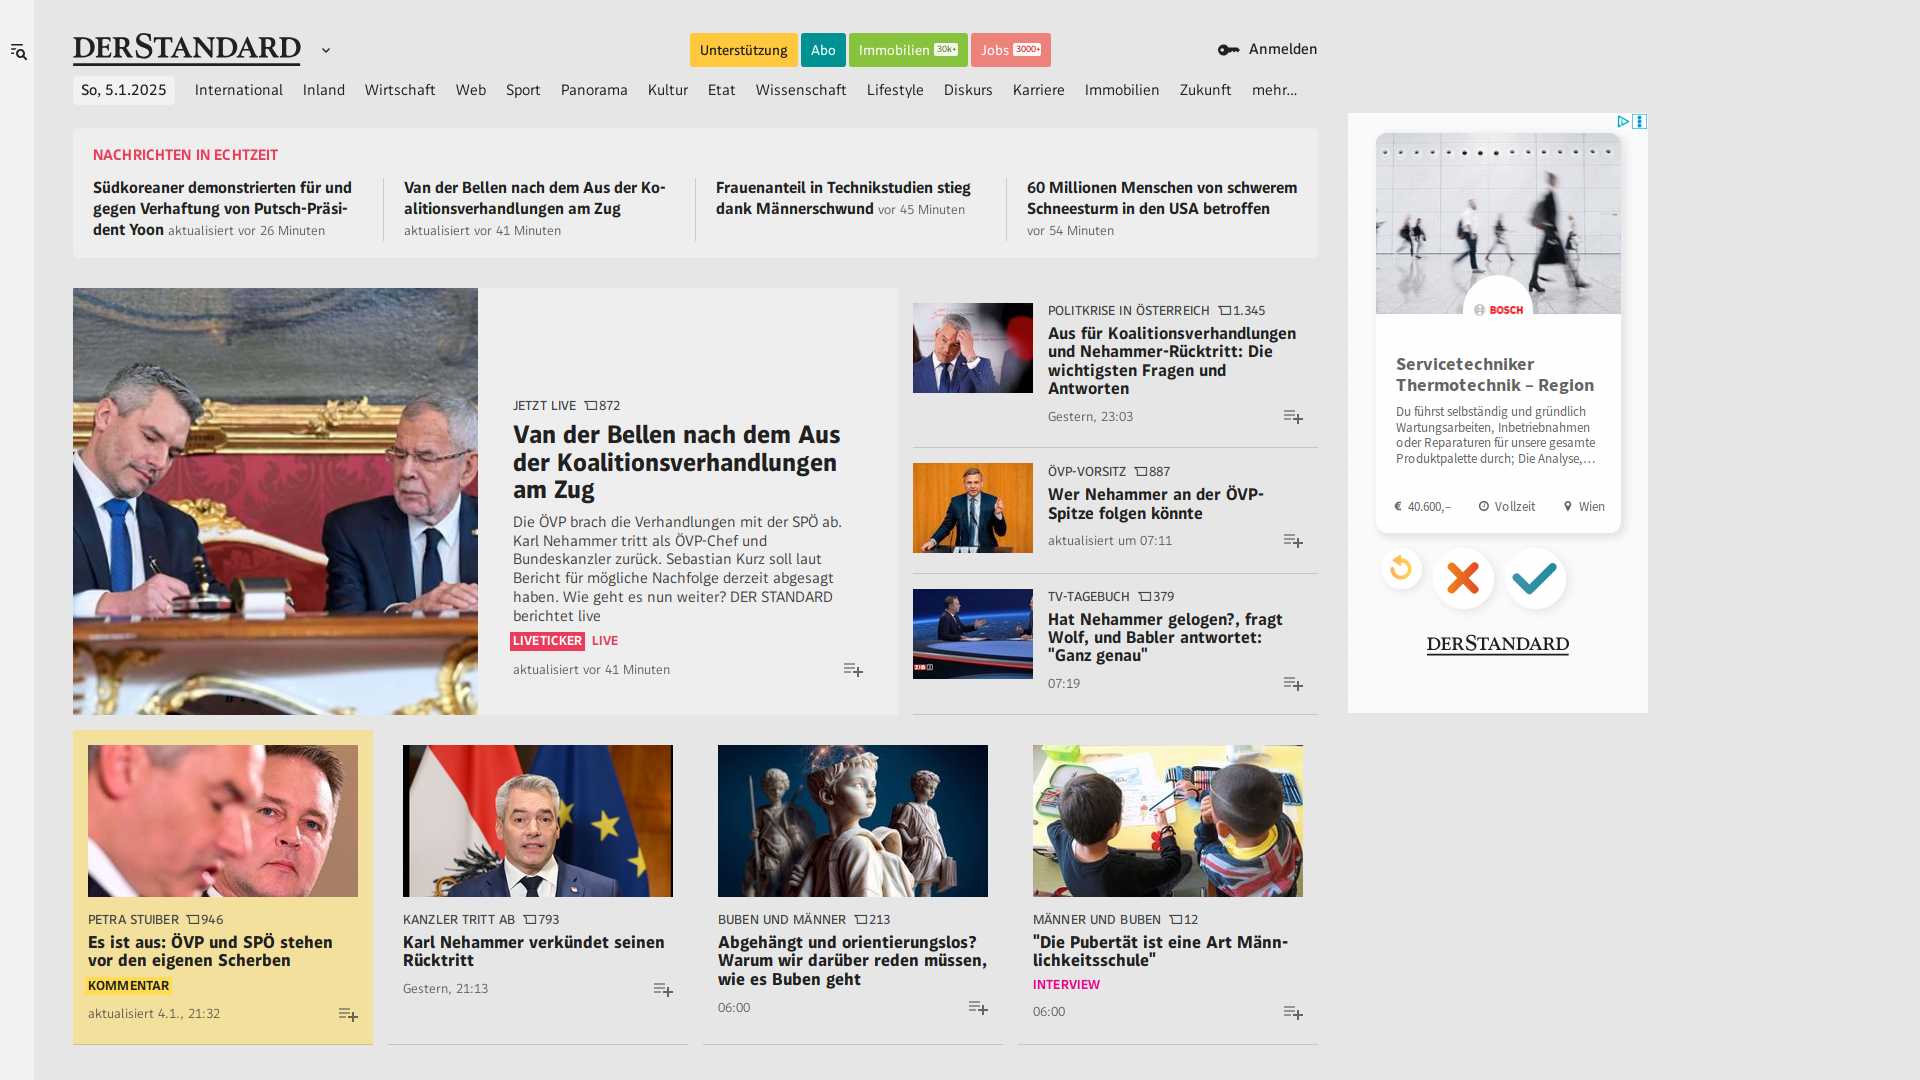 DERSTANDARD
Unterstützung
Abo
Immobilien 30k+
Jobs 3000+
Anmelden
So, 5.1.2025
International
Inland
Wirtschaft
Web
Sport
Panorama
Kultur
Etat
Wissenschaft
Lifestyle
Diskurs
Karriere
Immobilien
Zukunft
mehr...
NACHRICHTEN IN ECHTZEIT
Südkoreaner demonstrierten für und
gegen Verhaftung von Putsch-Präsi-
dent Yoon aktualisiert vor 26 Minuten
Van der Bellen nach dem Aus der Ko-
alitionsverhandlungen am Zug
aktualisiert vor 41 Minuten
Frauenanteil in Technikstudien stieg
dank Männerschwund vor 45 Minuten
60 Millionen Menschen von schwerem
Schneesturm in den USA betroffen
vor 54 Minuten
JETZT LIVE 872
Van der Bellen nach dem Aus
der Koalitionsverhandlungen
am Zug
Die ÖVP brach die Verhandlungen mit der SPÖ ab.
Karl Nehammer tritt als ÖVP-Chef und
Bundeskanzler zurück. Sebastian Kurz soll laut
Bericht für mögliche Nachfolge derzeit abgesagt
haben. Wie geht es nun weiter? DER STANDARD
berichtet live
LIVETICKER LIVE
aktualisiert vor 41 Minuten
POLITKRISE IN ÖSTERREICH 1.345
Aus für Koalitionsverhandlungen
und Nehammer-Rücktritt: Die
wichtigsten Fragen und
Antworten
Gestern, 23:03
ÖVP-VORSITZ 887
Wer Nehammer an der ÖVP-
Spitze folgen könnte
aktualisiert um 07:11
TV-TAGEBUCH 379
Hat Nehammer gelogen?, fragt
Wolf, und Babler antwortet:
"Ganz genau"
07:19
BOSCH
Servicetechniker
Thermotechnik – Region
Du führst selbständig und gründlich
Wartungsarbeiten, Inbetriebnahmen
oder Reparaturen für unsere gesamte
Produktpalette durch; Die Analyse,...
€ 40.600,–
Vollzeit
Wien
DERSTANDARD
PETRA STUIBER 946
Es ist aus: ÖVP und SPÖ stehen
vor den eigenen Scherben
KOMMENTAR
aktualisiert 4.1., 21:32
KANZLER TRITT AB 793
Karl Nehammer verkündet seinen
Rücktritt
Gestern, 21:13
BUBEN UND MÄNNER 213
Abgehängt und orientierungslos?
Warum wir darüber reden müssen,
wie es Buben geht
06:00
MÄNNER UND BUBEN 12
"Die Pubertät ist eine Art Männ-
lichkeitsschule"
INTERVIEW
06:00